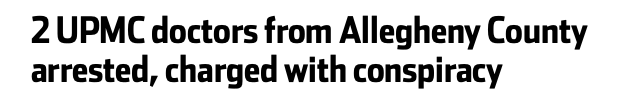 2 UPMC doctors from Allegheny County
arrested, charged with conspiracy